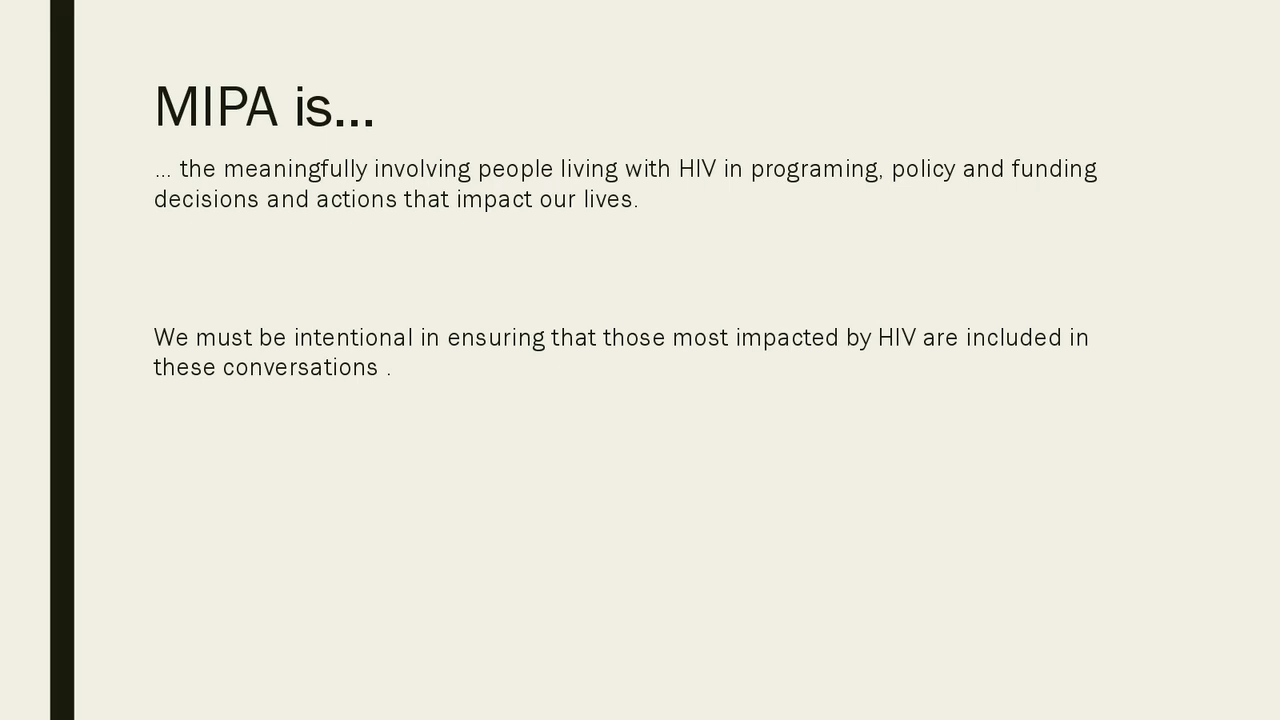 MIPA is...
... the meaningfully involving people living with HIV in programing, policy and funding
decisions and actions that impact our lives.
We must be intentional in ensuring that those most impacted by HIV are included in
these conversations .